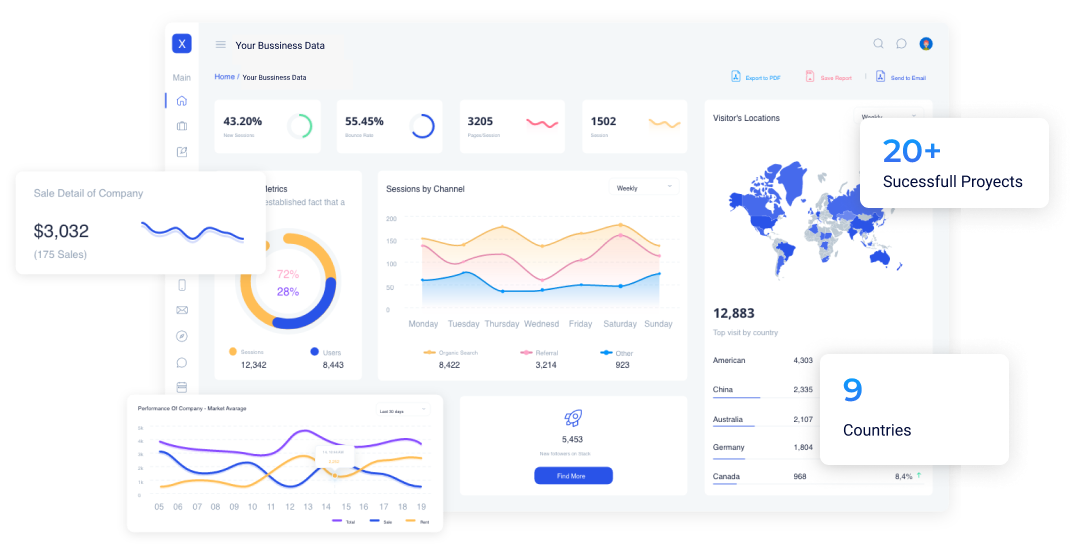 X
Your Bussiness Data
Main
Home / Your Bussiness Data
Export to PDF
Save Report
Send to Email
43.20%
New Sessions
55.45%
Bounce Rate
3205
Pages/Session
1502
Session
Visitor's Locations
Weekly
20+
Sucessfull Proyects
Sale Detail of Company
$3,032
(175 Sales)
etrics
established fact that a
72%
28%
Sessions
12,342
Users
8,443
Sessions by Channel
Weekly
200
150
100
50
0
Monday
Tuesday
Thursday
Wednesd
Friday
Saturday
Sunday
Organic Search
8,422
Referral
3,214
Other
923
12,883
Top visit by country
American 4,303
China 2,335
Australia 2,107
Germany 1,804
Canada 968 8,4%
9
Countries
Performance Of Company - Market Avarage
Last 30 days
5k
4k
3k
2k
1k
0
05 06 07 08 09 10 11 12 13 14 15 16 17 18 19
Total
Sale
Rent
5,453
New followers on Slack
Find More